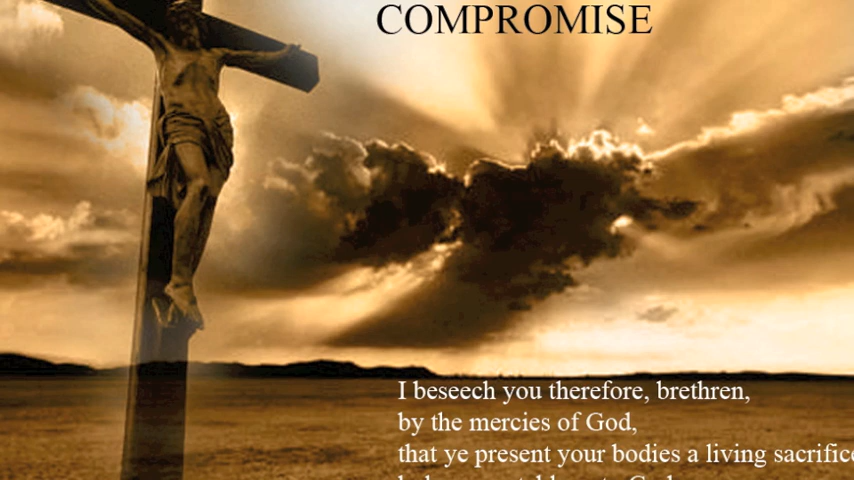 COMPROMISE
I beseech you therefore, brethren,
by the mercies of God,
that ye present your bodies a living sacrifice